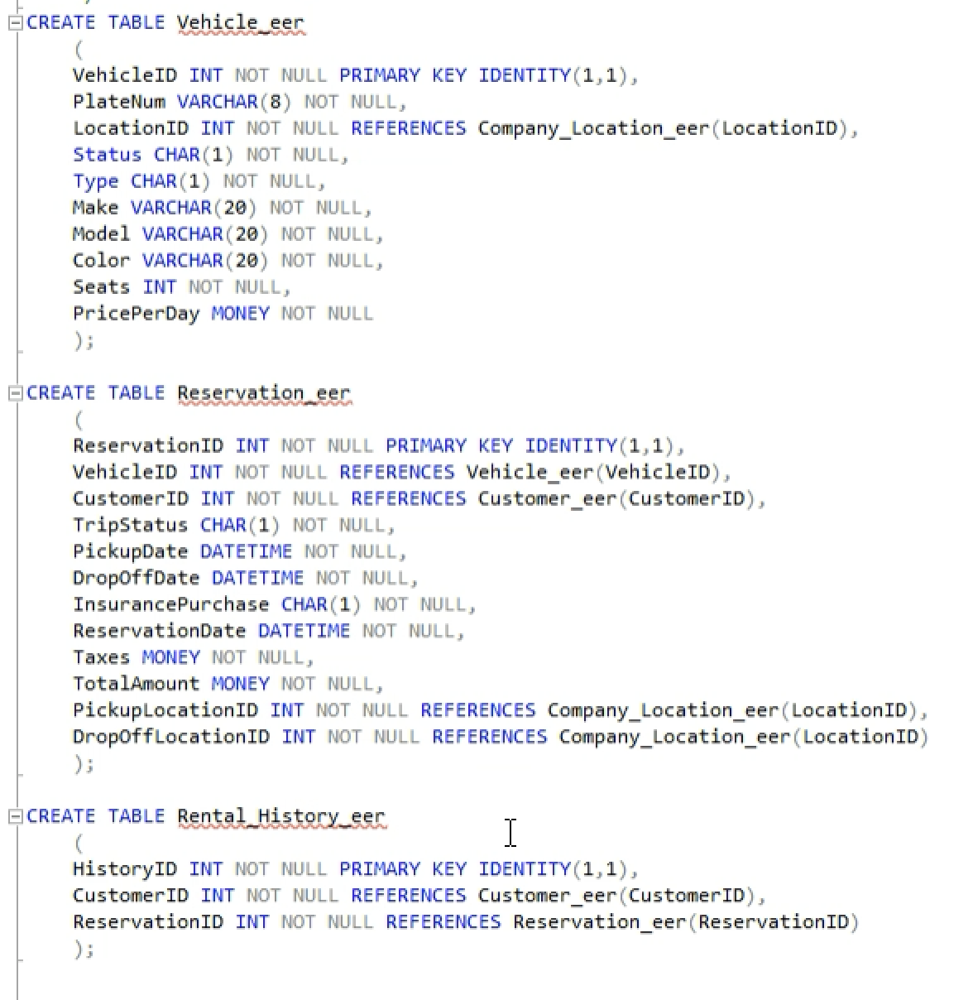 CREATE TABLE Vehicle_eer
(
VehicleID INT NOT NULL PRIMARY KEY IDENTITY(1,1),
PlateNum VARCHAR(8) NOT NULL,
LocationID INT NOT NULL REFERENCES Company_Location_eer(LocationID),
Status CHAR(1) NOT NULL,
Type CHAR(1) NOT NULL,
Make VARCHAR(20) NOT NULL,
Model VARCHAR(20) NOT NULL,
Color VARCHAR(20) NOT NULL,
Seats INT NOT NULL,
PricePerDay MONEY NOT NULL
);
CREATE TABLE Reservation_eer
(
ReservationID INT NOT NULL PRIMARY KEY IDENTITY(1,1),
VehicleID INT NOT NULL REFERENCES Vehicle_eer(VehicleID),
CustomerID INT NOT NULL REFERENCES Customer_eer(CustomerID),
TripStatus CHAR(1) NOT NULL,
PickupDate DATETIME NOT NULL,
DropOffDate DATETIME NOT NULL,
InsurancePurchase CHAR(1) NOT NULL,
ReservationDate DATETIME NOT NULL,
Taxes MONEY NOT NULL,
TotalAmount MONEY NOT NULL,
PickupLocationID INT NOT NULL REFERENCES Company_Location_eer(LocationID),
DropOffLocationID INT NOT NULL REFERENCES Company_Location_eer(LocationID)
);
CREATE TABLE Rental_History_eer
(
HistoryID INT NOT NULL PRIMARY KEY IDENTITY(1,1),
CustomerID INT NOT NULL REFERENCES Customer_eer(CustomerID),
ReservationID INT NOT NULL REFERENCES Reservation_eer(ReservationID)
);